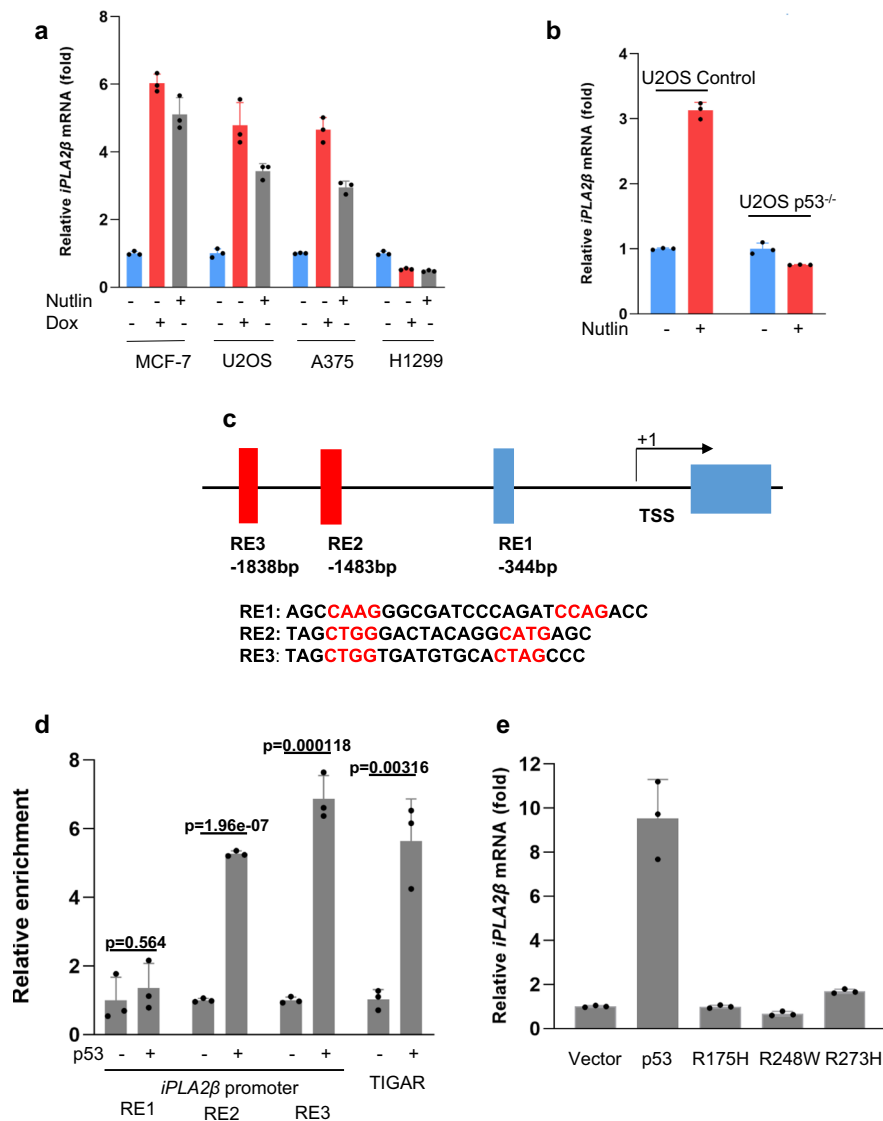 a
Relative iPLA2β mRNA (fold)
8
6
4
2
0
Nutlin - - + - - + - - + - - +
Dox - + - - + - - + - - + -
MCF-7 U2OS A375 H1299
b
Relative iPLA2β mRNA (fold)
4
3
2
1
0
U2OS Control
U2OS p53-/-
Nutlin - + - +
c
+1
TSS
RE3 RE2 RE1
-1838bp -1483bp -344bp
RE1: AGCCAAGGGCGATCCCAGATCCAGACC
RE2: TAGCTGGGACTACAGGCATGAGC
RE3: TAGCTGGTGATGTGCACTAGCCC
d
Relative enrichment
8
6
4
2
0
p=0.564
p=1.96e-07
p=0.000118
p=0.00316
p53 - + - + - + - +
iPLA2β promoter TIGAR
RE1 RE2 RE3
e
Relative iPLA2β mRNA (fold)
12
10
8
6
4
2
0
Vector p53 R175H R248W R273H